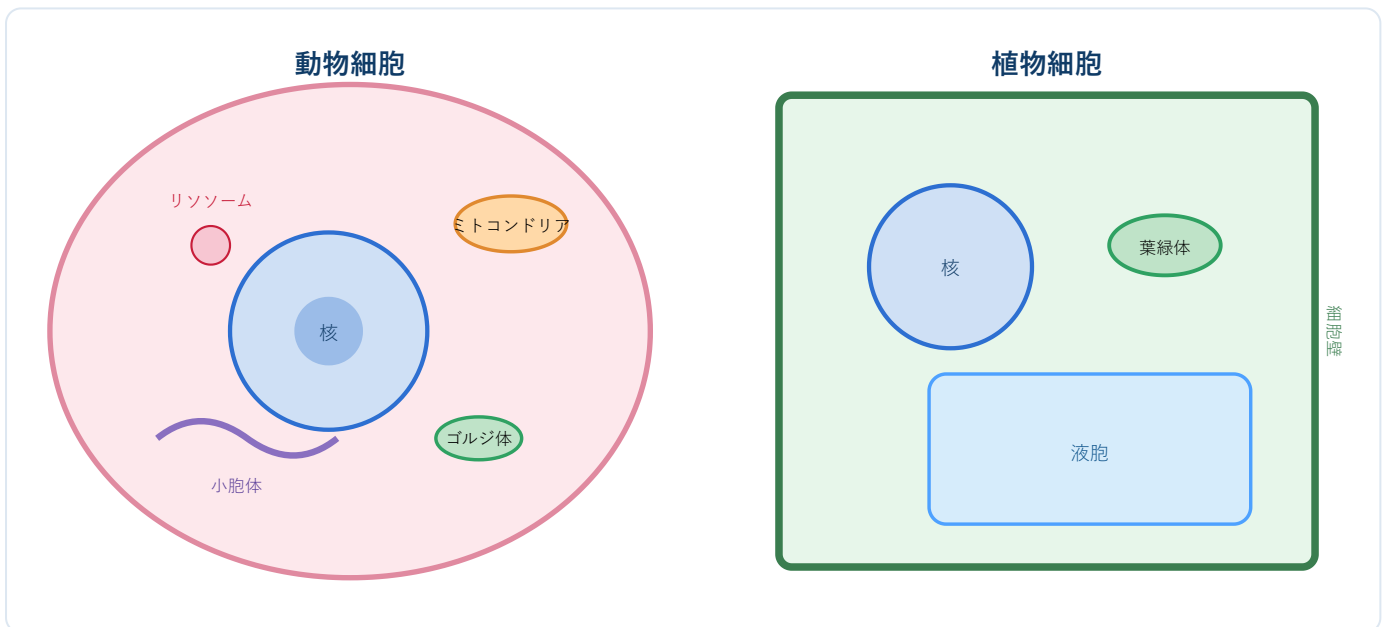 動物細胞
リソソーム
ミトコンドリア
核
ゴルジ体
小胞体
植物細胞
核
葉緑体
細胞壁
液胞